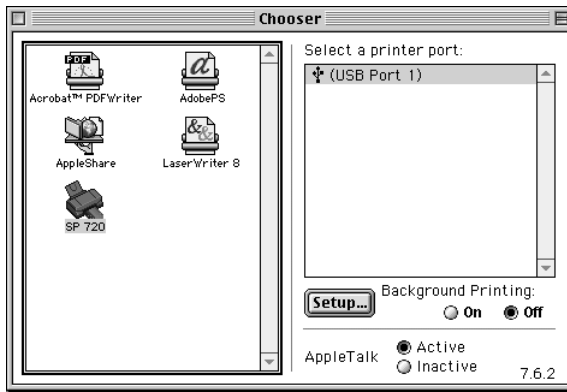 Chooser
PDF
Acrobat™ PDFWriter
a
AdobePS
AppleShare
&&
LaserWriter 8
SP 720
Select a printer port:
(USB Port 1)
Setup...
Background Printing:
On Off
AppleTalk
Active
Inactive
7.6.2